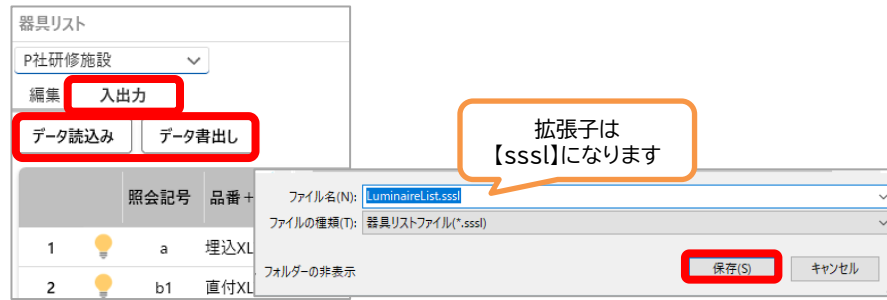 器具リスト
P社研修施設
編集 入出力
データ読込み データ書出し
照会記号 品番+
1 a 埋込XL
2 b1 直付XL
拡張子は
【sssl】になります
ファイル名(N): LuminaireList.sssl
ファイルの種類(T): 器具リストファイル(*.sssl)
フォルダーの非表示 保存(S) キャンセル